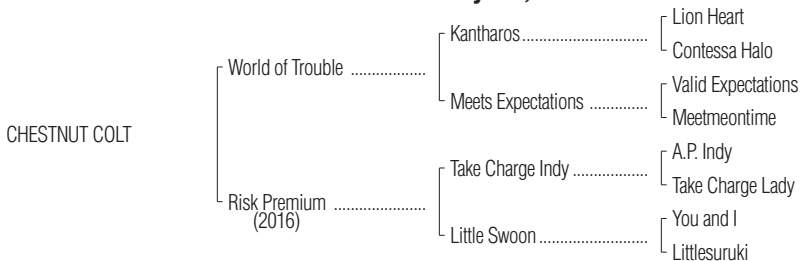 Lion Heart
Kantharos
Contessa Halo
World of Trouble
Valid Expectations
Meets Expectations
Meetmeontime
CHESTNUT COLT
A.P. Indy
Take Charge Indy
Take Charge Lady
Risk Premium
(2016)
You and I
Little Swoon
Littlesuruki